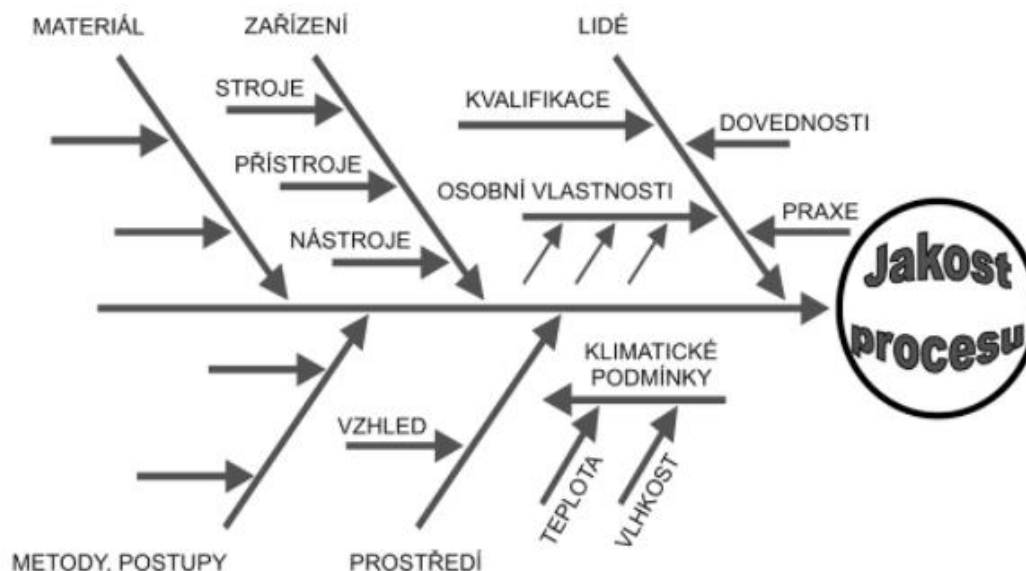 MATERIÁL
ZAŘÍZENÍ
LIDÉ
STROJE
KVALIFIKACE
DOVEDNOSTI
PŘÍSTROJE
OSOBNÍ VLASTNOSTI
PRAXE
NÁSTROJE
Jakost
procesu
KLIMATICKÉ
PODMÍNKY
VZHLED
TEPLOTA
VLHKOST
METODY, POSTUPY
PROSTŘEDÍ